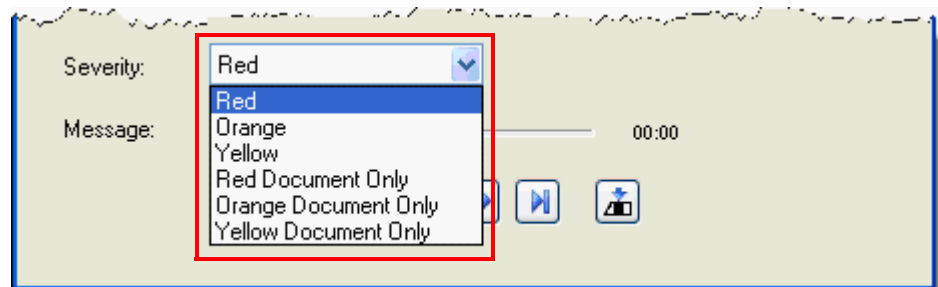 Severity: Red
Red
Message: Orange 00:00
Yellow
Red Document Only
Orange Document Only
Yellow Document Only